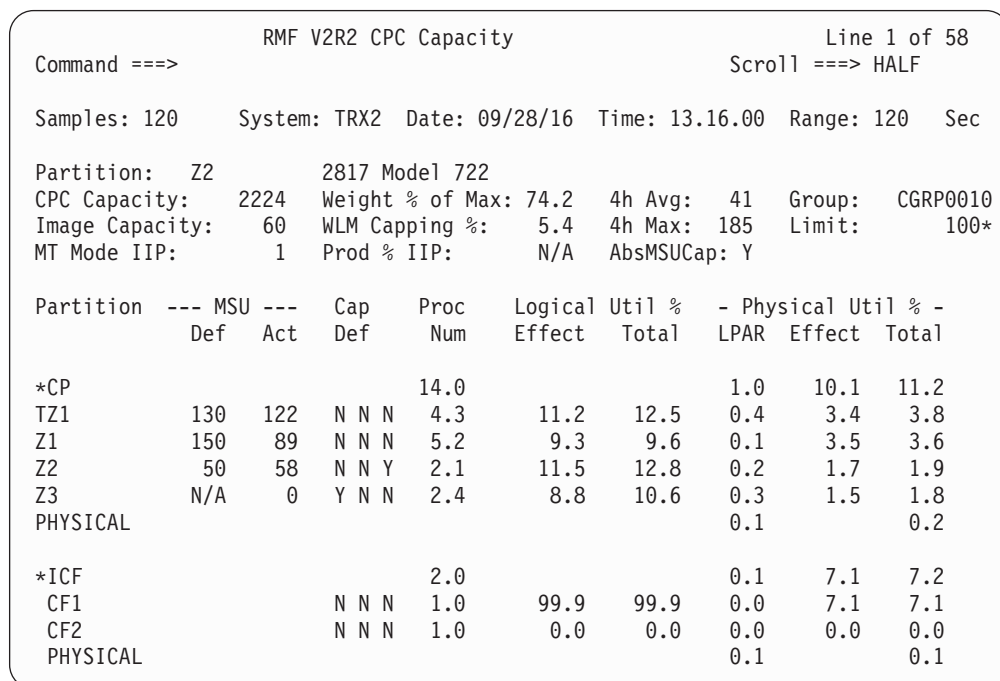 RMF V2R2 CPC Capacity Line 1 of 58
Command ===> Scroll ===> HALF
Samples: 120 System: TRX2 Date: 09/28/16 Time: 13.16.00 Range: 120 Sec
Partition: Z2 2817 Model 722
CPC Capacity: 2224 Weight % of Max: 74.2 4h Avg: 41 Group: CGRP0010
Image Capacity: 60 WLM Capping %: 5.4 4h Max: 185 Limit: 100*
MT Mode IIP: 1 Prod % IIP: N/A AbsMSUCap: Y
Partition --- MSU --- Cap Proc Logical Util % - Physical Util % -
Def Act Def Num Effect Total LPAR Effect Total
*CP 14.0 1.0 10.1 11.2
TZ1 130 122 N N N 4.3 11.2 12.5 0.4 3.4 3.8
Z1 150 89 N N N 5.2 9.3 9.6 0.1 3.5 3.6
Z2 50 58 N N Y 2.1 11.5 12.8 0.2 1.7 1.9
Z3 N/A 0 Y N N 2.4 8.8 10.6 0.3 1.5 1.8
PHYSICAL 0.1 0.2
*ICF 2.0 0.1 7.1 7.2
CF1 N N N 1.0 99.9 99.9 0.0 7.1 7.1
CF2 N N N 1.0 0.0 0.0 0.0 0.0 0.0
PHYSICAL 0.1 0.1